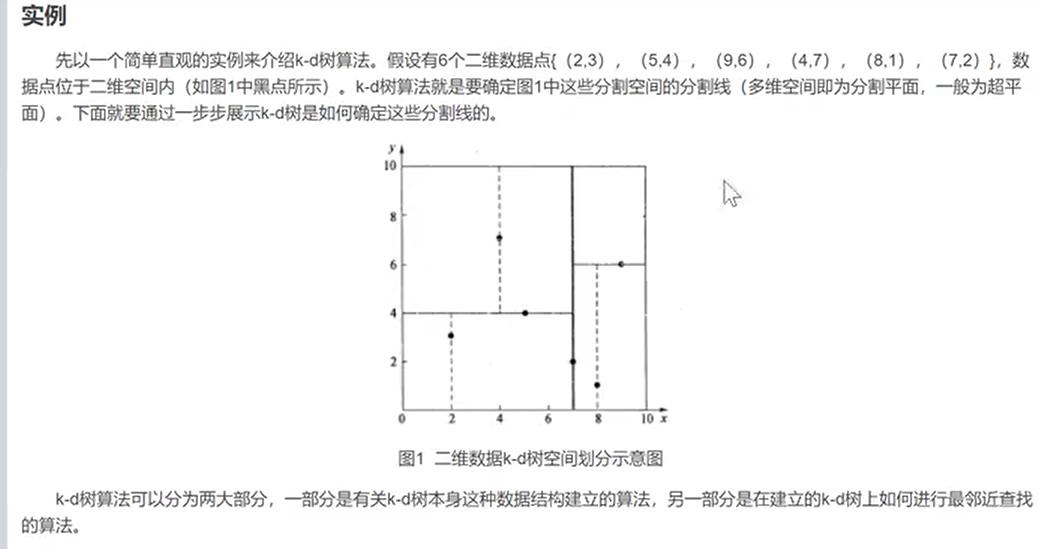 实例
先以一个简单直观的实例来介绍k-d树算法。假设有6个二维数据点{（2,3），（5,4），（9,6），（4,7），（8,1），（7,2）}，数
据点位于二维空间内（如图1中黑点所示）。k-d树算法就是要确定图1中这些分割空间的分割线（多维空间即为分割平面，一般为超平
面）。下面就要通过一步步展示k-d树是如何确定这些分割线的。
y
10
8
6
4
2
0 2 4 6 8 10 x
图1 二维数据k-d树空间划分示意图
k-d树算法可以分为两大部分，一部分是有关k-d树本身这种数据结构建立的算法，另一部分是在建立的k-d树上如何进行最邻近查找
的算法。